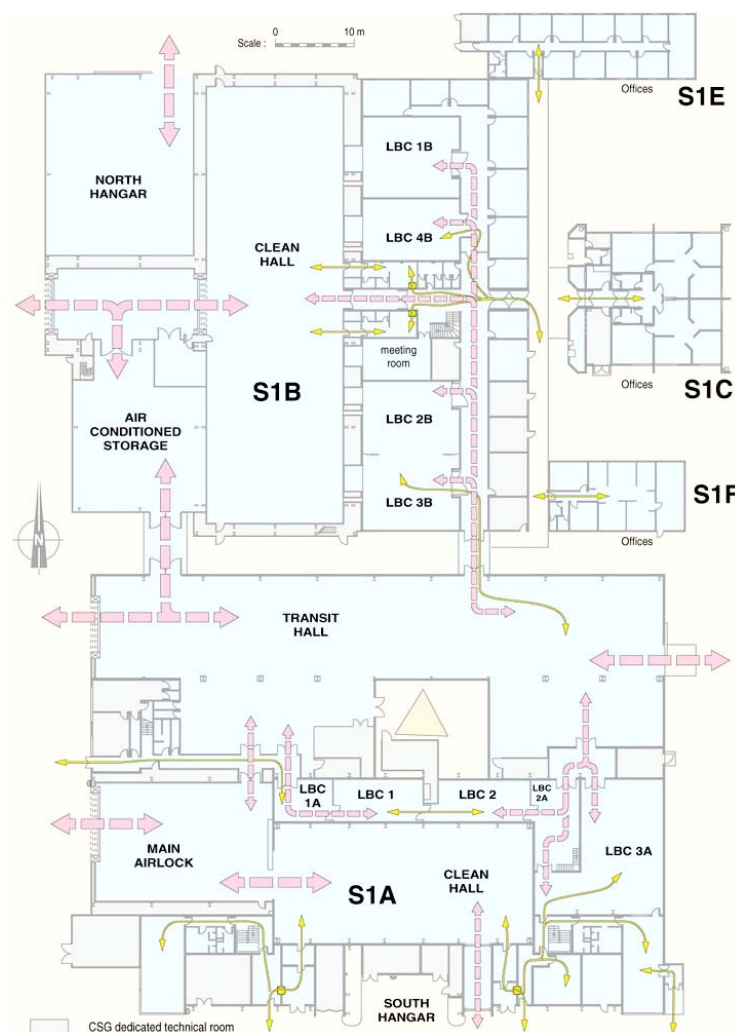 Scale :
0
10 m
Offices
S1E
NORTH
HANGAR
LBC 1B
LBC 4B
CLEAN
HALL
meeting
room
S1B
Offices
S1C
AIR
CONDITIONED
STORAGE
LBC 2B
LBC 3B
S1F
Offices
N
TRANSIT
HALL
LBC
1A
LBC 1
LBC 2
LBC
2A
MAIN
AIRLOCK
LBC 3A
CLEAN
HALL
S1A
SOUTH
HANGAR
CSG dedicated technical room